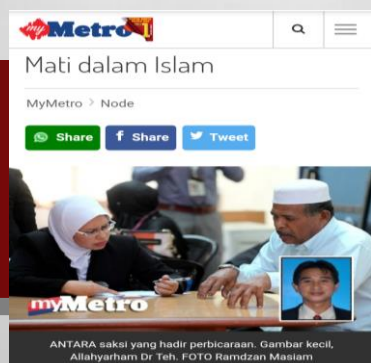 myMetro
Mati dalam Islam
MyMetro > Node
Share
Share
Tweet
myMetro
ANTARA saksi yang hadir perbicaraan. Gambar kecil,
Allahyarham Dr Teh. FOTO Ramdzan Masiam